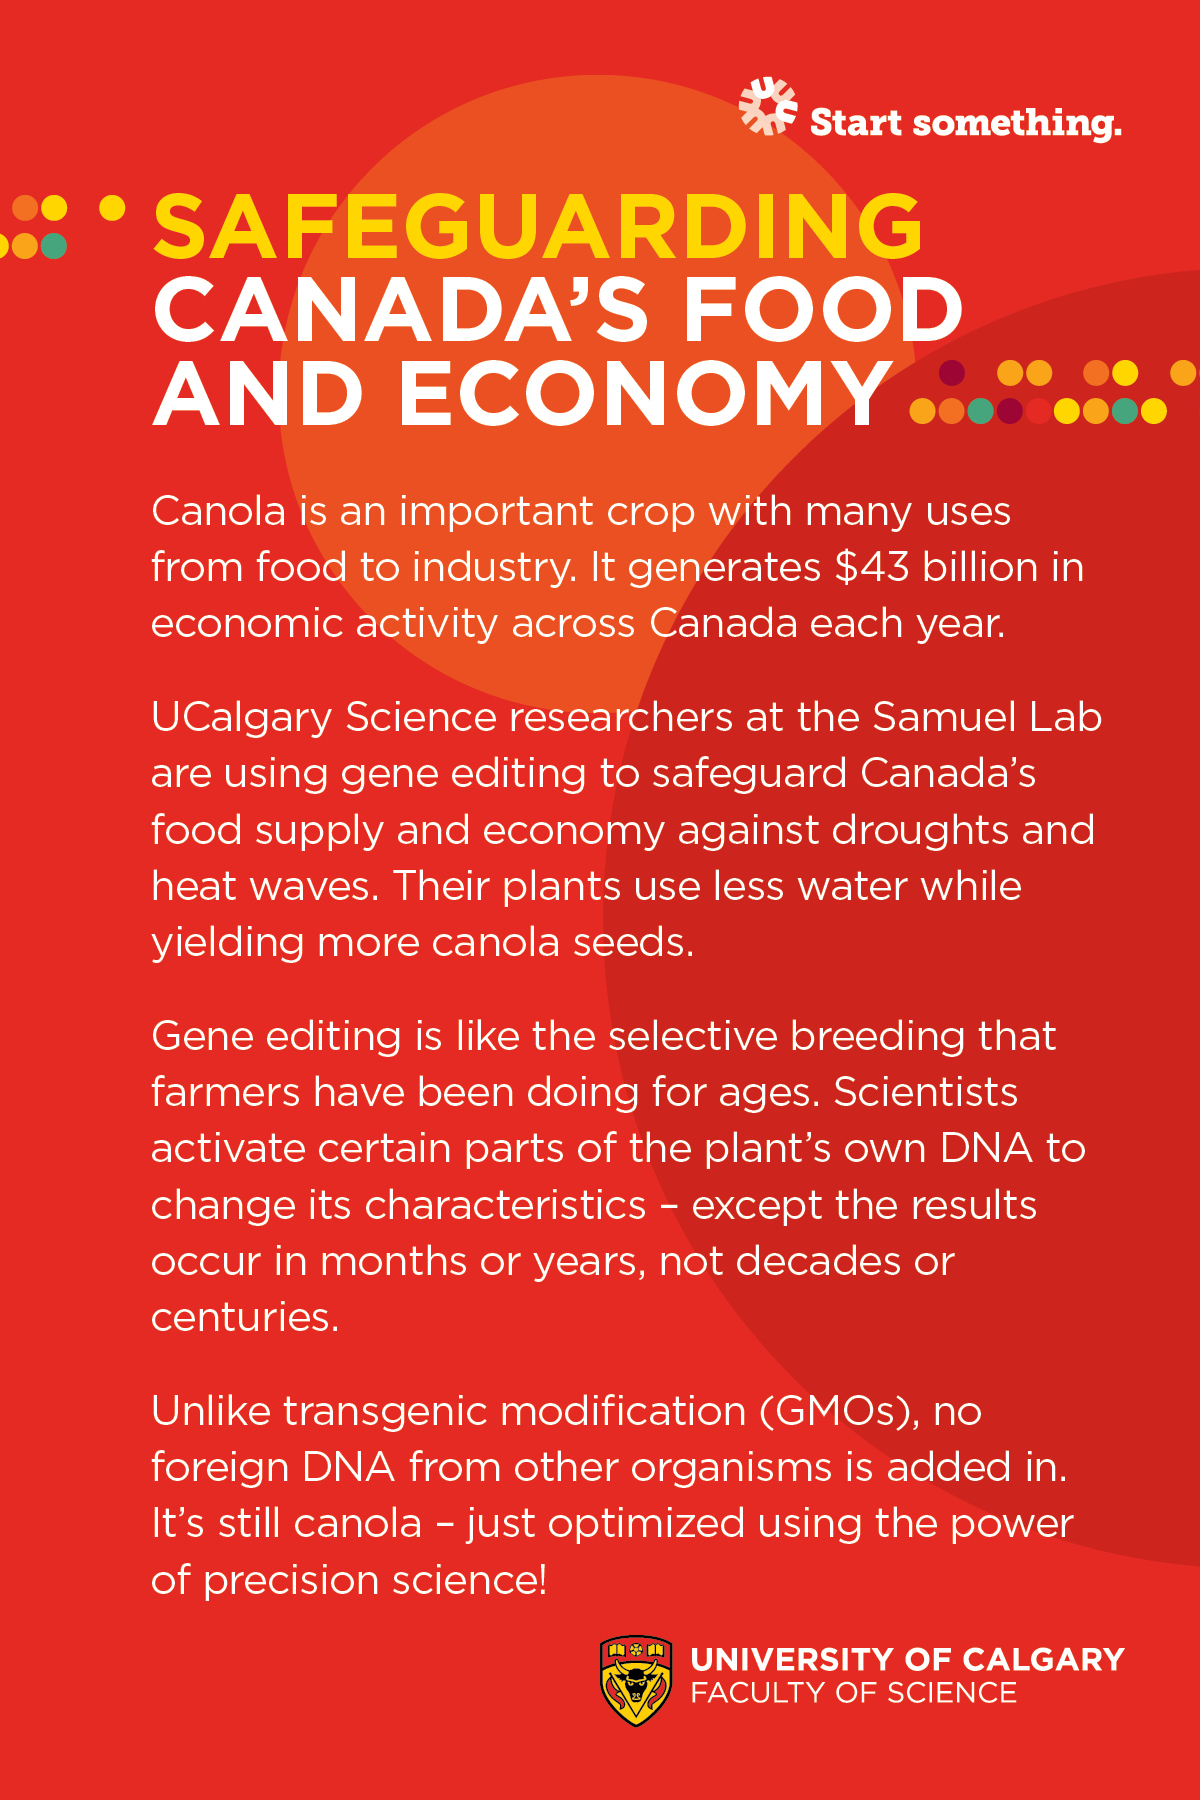 Start something.
SAFEGUARDING
CANADA’S FOOD
AND ECONOMY
Canola is an important crop with many uses
from food to industry. It generates $43 billion in
economic activity across Canada each year.
UCalgary Science researchers at the Samuel Lab
are using gene editing to safeguard Canada’s
food supply and economy against droughts and
heat waves. Their plants use less water while
yielding more canola seeds.
Gene editing is like the selective breeding that
farmers have been doing for ages. Scientists
activate certain parts of the plant’s own DNA to
change its characteristics – except the results
occur in months or years, not decades or
centuries.
Unlike transgenic modification (GMOs), no
foreign DNA from other organisms is added in.
It’s still canola – just optimized using the power
of precision science!
UNIVERSITY OF CALGARY
FACULTY OF SCIENCE